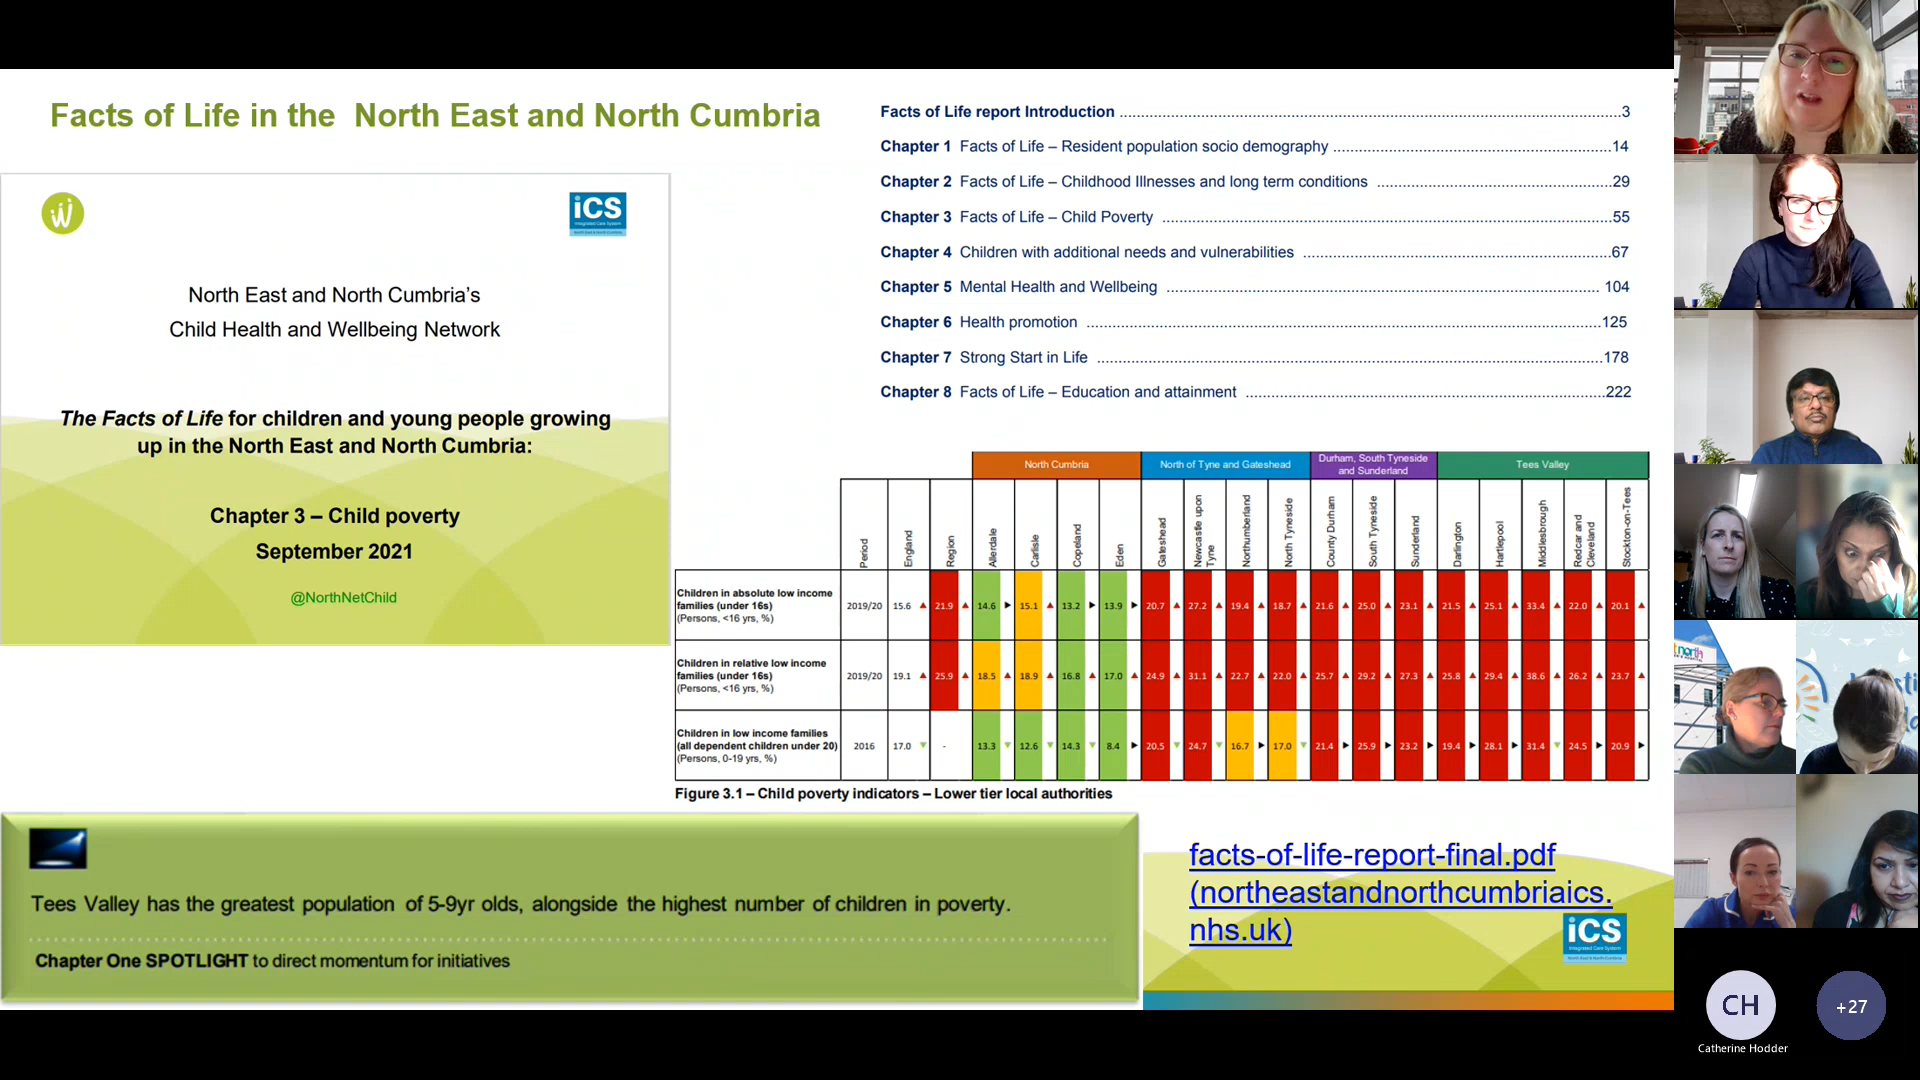 Facts of Life in the North East and North Cumbria
iCS
Integrated Care System
North East & North Cumbria
North East and North Cumbria's
Child Health and Wellbeing Network
The Facts of Life for children and young people growing
up in the North East and North Cumbria:
Chapter 3 – Child poverty
September 2021
@NorthNetChild
Facts of Life report Introduction 3
Chapter 1 Facts of Life – Resident population socio demography 14
Chapter 2 Facts of Life – Childhood Illnesses and long term conditions 29
Chapter 3 Facts of Life – Child Poverty 55
Chapter 4 Children with additional needs and vulnerabilities 67
Chapter 5 Mental Health and Wellbeing 104
Chapter 6 Health promotion 125
Chapter 7 Strong Start in Life 178
Chapter 8 Facts of Life – Education and attainment 222
North Cumbria North of Tyne and Gateshead Durham, South Tyneside and Sunderland Tees Valley
Period England Region Allerdale Carlisle Copeland Eden Gateshead Newcastle upon Tyne Northumberland North Tyneside County Durham South Tyneside Sunderland Darlington Hartlepool Middlesbrough Redcar and Cleveland Stockton-on-Tees
Children in absolute low income
families (under 16s)
(Persons, <16 yrs, %)
2019/20 15.6 21.9 14.6 15.1 13.2 13.9 20.7 27.2 19.4 18.7 21.6 25.0 23.1 21.5 25.1 33.4 22.0 20.1
Children in relative low income
families (under 16s)
(Persons, <16 yrs, %)
2019/20 19.1 25.9 18.5 18.9 16.8 17.0 24.9 31.1 22.7 22.0 25.7 29.2 27.3 25.8 29.4 38.6 26.2 23.7
Children in low income families
(all dependent children under 20)
(Persons, 0-19 yrs, %)
2016 17.0 - 13.3 12.6 14.3 8.4 20.5 24.7 16.7 17.0 21.4 25.9 23.2 19.4 28.1 31.4 24.5 20.9
Figure 3.1 – Child poverty indicators – Lower tier local authorities
Tees Valley has the greatest population of 5-9yr olds, alongside the highest number of children in poverty.
Chapter One SPOTLIGHT to direct momentum for initiatives
facts-of-life-report-final.pdf
(northeastandnorthcumbriaics.
nhs.uk)
iCS
Integrated Care System
North East & North Cumbria
CH
+27
Catherine Hodder